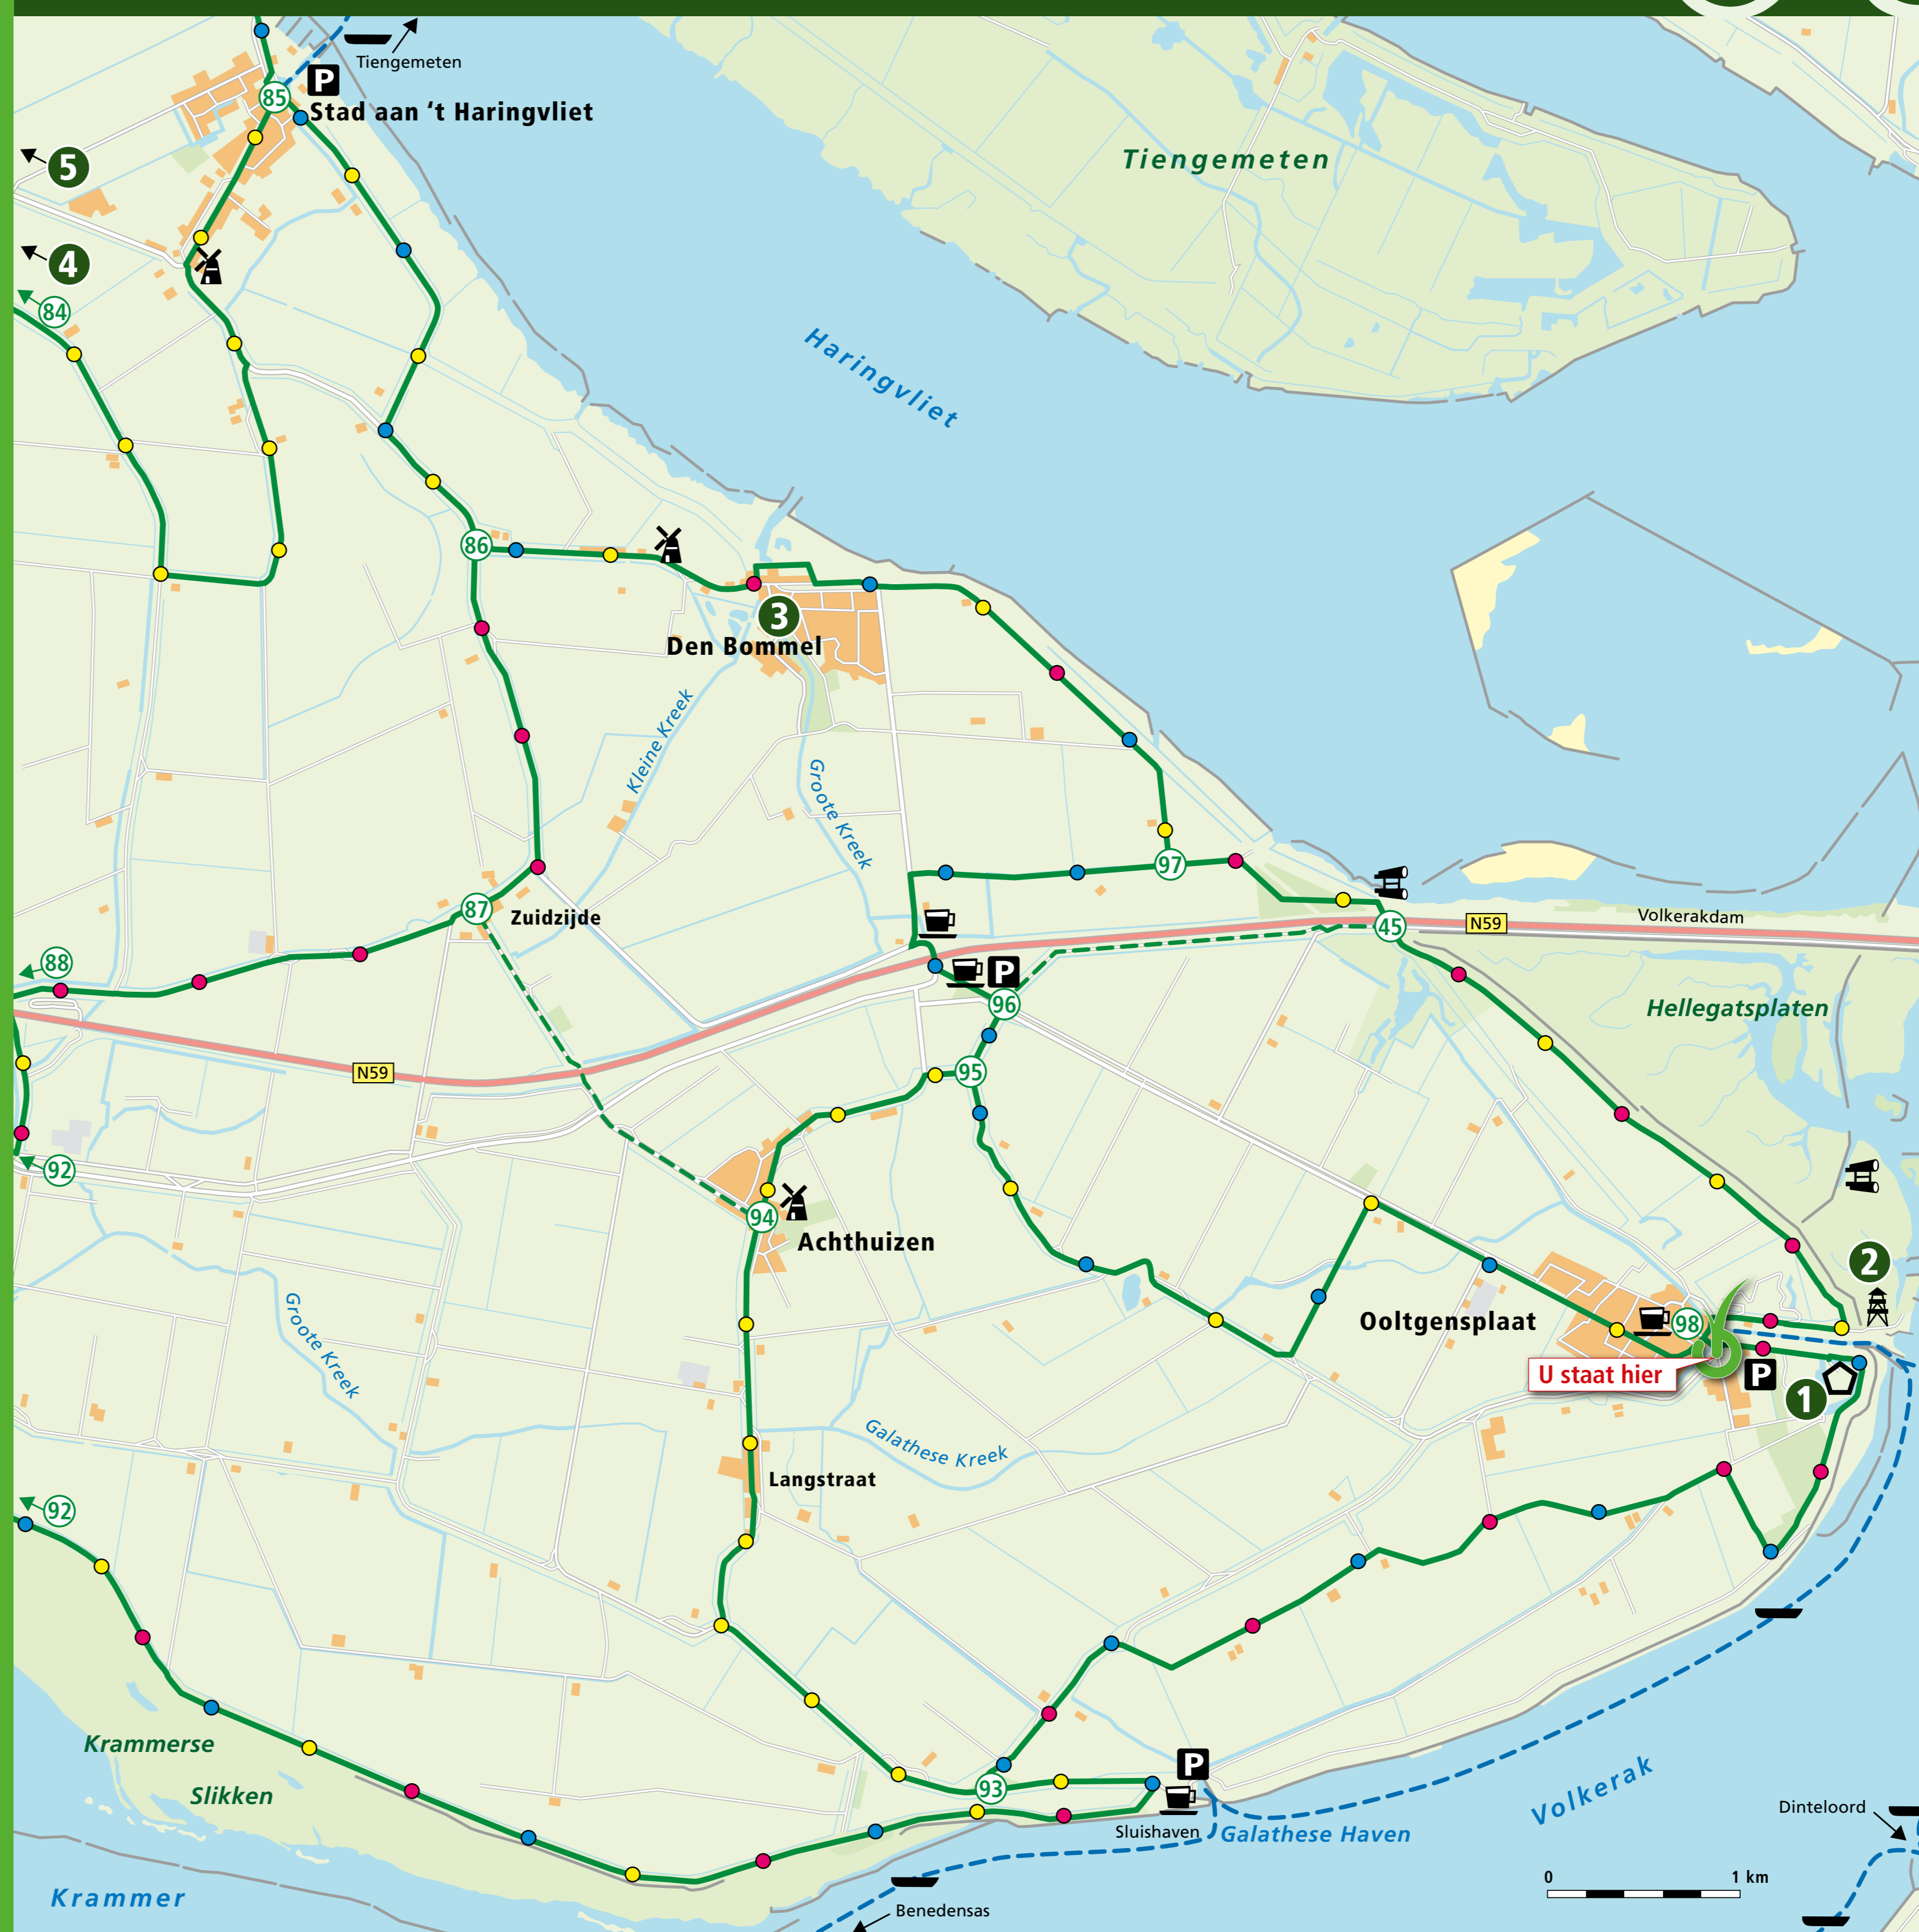 Tiengemeten
P
85
Stad aan ‘t Haringvliet
5
Tiengemeten
4
84
Haringvliet
86
3
Den Bommel
Kleine Kreek
Groote Kreek
97
87
Zuidzijde
Volkerakdam
N59
45
88
P
96
Hellegatsplaten
N59
95
92
94
Achthuizen
2
Groote Kreek
Ooltgensplaat
98
U staat hier
P
1
Galathese Kreek
Langstraat
92
Krammerse
Slikken
P
93
Volkerak
Sluishaven
Galathese Haven
Dinteloord
0 1 km
Krammer
Benedensas